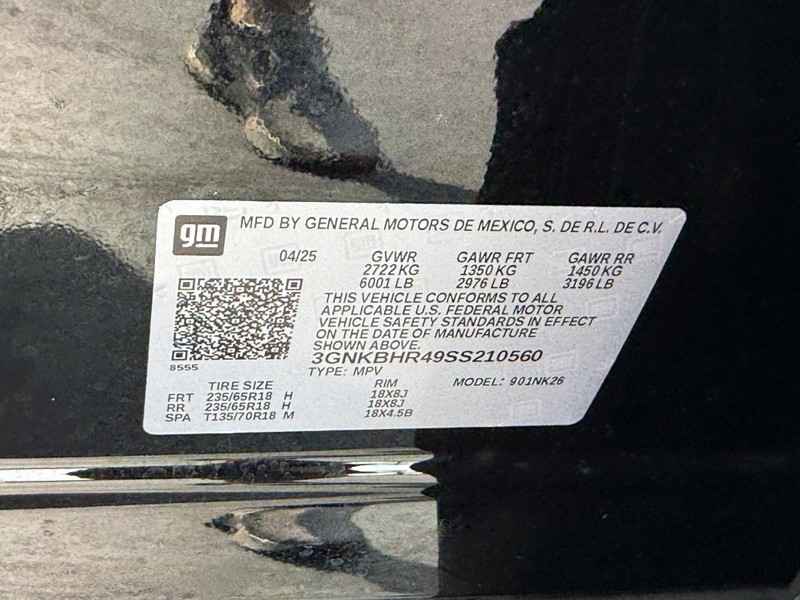 gm MFD BY GENERAL MOTORS DE MEXICO, S. DE R.L. DE C.V.
04/25 GVWR GAWR FRT GAWR RR
2722 KG 1350 KG 1450 KG
6001 LB 2976 LB 3196 LB
THIS VEHICLE CONFORMS TO ALL
APPLICABLE U.S. FEDERAL MOTOR
VEHICLE SAFETY STANDARDS IN EFFECT
ON THE DATE OF MANUFACTURE
SHOWN ABOVE.
3GNKBHR49SS210560
8555
TYPE: MPV
TIRE SIZE RIM MODEL: 901NK26
FRT 235/65R18 H 18X8J
RR 235/65R18 H 18X8J
SPA T135/70R18 M 18X4.5B